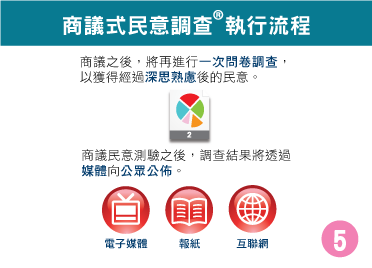 商議式民意調查®執行流程
商議之後，將再進行一次問卷調查，
以獲得經過深思熟慮後的民意。
2
商議民意測驗之後，調查結果將透過
媒體向公眾公佈。
電子媒體 報紙 互聯網
5